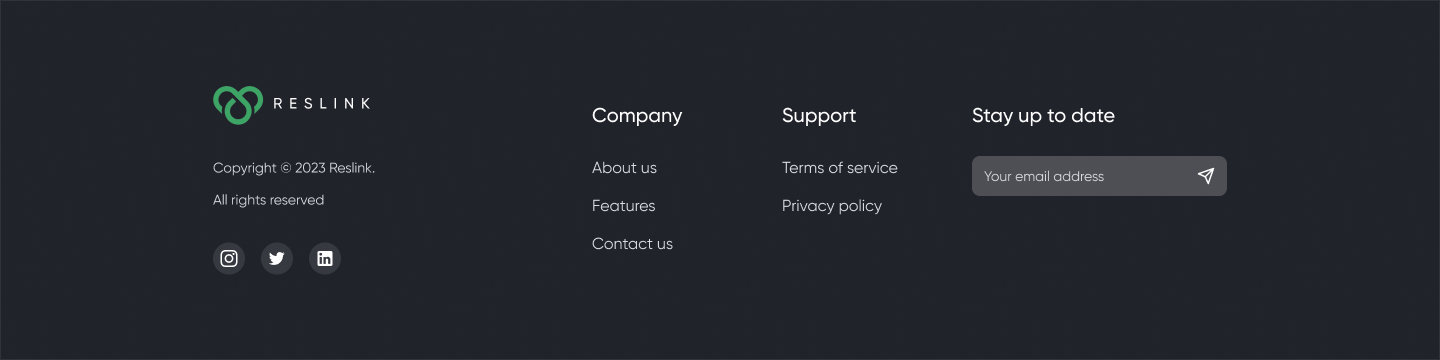 RESLINK
Copyright © 2023 Reslink.
All rights reserved
Company
About us
Features
Contact us
Support
Terms of service
Privacy policy
Stay up to date
Your email address